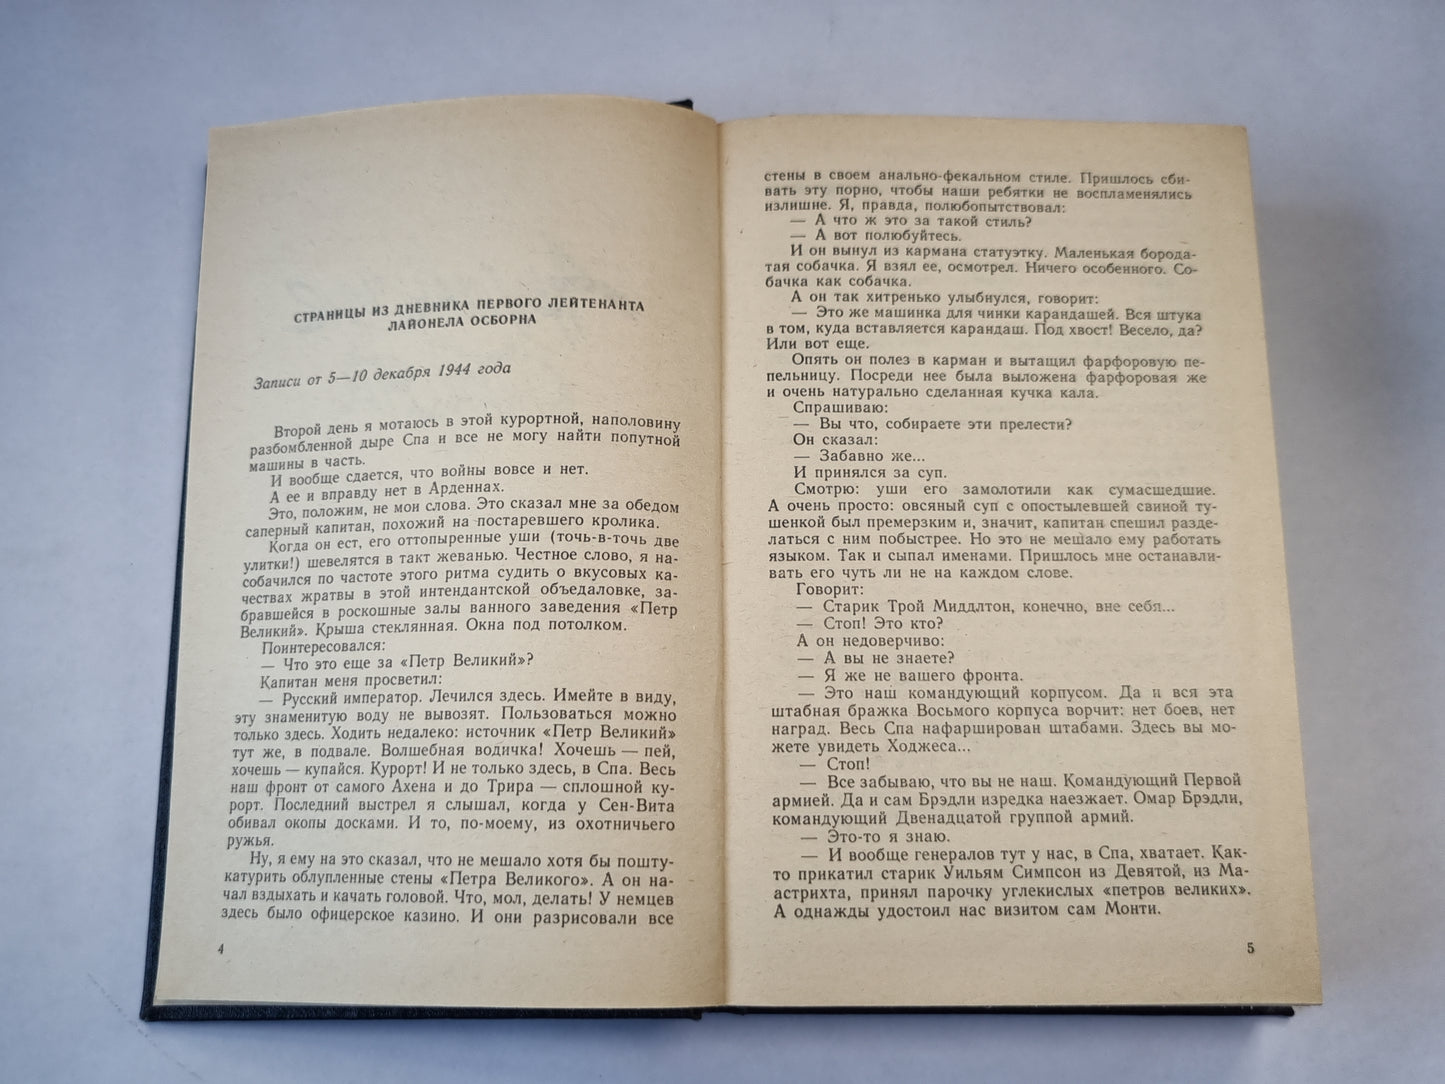 СТРАНИЦЫ ИЗ ДНЕВНИКА ПЕРВОГО ЛЕЙТЕНАНТА
ЛАЙОНЕЛА ОСБОРНА
Записи от 5—10 декабря 1944 года
Второй день я мотаюсь в этой курортной, наполовину
разбомбленной дыре Спа и все не могу найти попутной
машины в часть.
И вообще сдается, что войны вовсе и нет.
А ее и вправду нет в Арденнах.
Это, положим, не мои слова. Это сказал мне за обедом
саперный капитан, похожий на постаревшего кролика.
Когда он ест, его оттопыренные уши (точь-в-точь две
улитки!) шевелятся в такт жеванью. Честное слово, я на-
собачился по частоте этого ритма судить о вкусовых ка-
чествах жратвы в этой интендантской объедаловке, за-
бравшейся в роскошные залы ванного заведения «Петр
Великий». Крыша стеклянная. Окна под потолком.
Поинтересовался:
— Что это еще за «Петр Великий»?
Капитан меня просветил:
— Русский император. Лечился здесь. Имейте в виду,
эту знаменитую воду не вывозят. Пользоваться можно
только здесь. Ходить недалеко: источник «Петр Великий»
тут же, в подвале. Волшебная водичка! Хочешь — пей,
хочешь — купайся. Курорт! И не только здесь, в Спа. Весь
наш фронт от самого Ахена и до Трира — сплошной ку-
рорт. Последний выстрел я слышал, когда у Сен-Вита
обивал окопы досками. И то, по-моему, из охотничьего
ружья.
Ну, я ему на это сказал, что не мешало хотя бы пошту-
катурить облупленные стены «Петра Великого». А он на-
чал вздыхать и качать головой. Что, мол, делать! У немцев
здесь было офицерское казино. И они разрисовали все
4
стены в своем анально-фекальном стиле. Пришлось сби-
вать эту порно, чтобы наши ребятки не воспламенялись
излишне. Я, правда, полюбопытствовал:
— А что ж это за такой стиль?
— А вот полюбуйтесь.
И он вынул из кармана статуэтку. Маленькая борода-
тая собачка. Я взял ее, осмотрел. Ничего особенного. Со-
бачка как собачка.
А он так хитренько улыбнулся, говорит:
— Это же машинка для чинки карандашей. Вся штука
в том, куда вставляется карандаш. Под хвост! Весело, да?
Или вот еще.
Опять он полез в карман и вытащил фарфоровую пе-
пельницу. Посреди нее была выложена фарфоровая же
и очень натурально сделанная кучка кала.
Спрашиваю:
— Вы что, собираете эти прелести?
Он сказал:
— Забавно же...
И принялся за суп.
Смотрю: уши его замолотили как сумасшедшие.
А очень просто: овсяный суп с опостылевшей свиной ту-
шенкой был премерзким и, значит, капитан спешил разде-
латься с ним побыстрее. Но это не мешало ему работать
языком. Так и сыпал именами. Пришлось мне останавли-
вать его чуть ли не на каждом слове.
Говорит:
— Старик Трой Миддлтон, конечно, вне себя...
— Стоп! Это кто?
А он недоверчиво:
— А вы не знаете?
— Я же не вашего фронта.
— Это наш командующий корпусом. Да и вся эта
штабная бражка Восьмого корпуса ворчит: нет боев, нет
наград. Весь Спа нафарширован штабами. Здесь вы мо-
жете увидеть Ходжеса...
— Стоп!
— Все забываю, что вы не наш. Командующий Первой
армией. Да и сам Брэдли изредка наезжает. Омар Брэдли,
командующий Двенадцатой группой армий.
— Это-то я знаю.
— И вообще генералов тут у нас, в Спа, хватает. Как-
то прикатил старик Уильям Симпсон из Девятой, из Ма-
астрихта, принял парочку углекислых «петров великих».
А однажды удостоил нас визитом сам Монти.
5